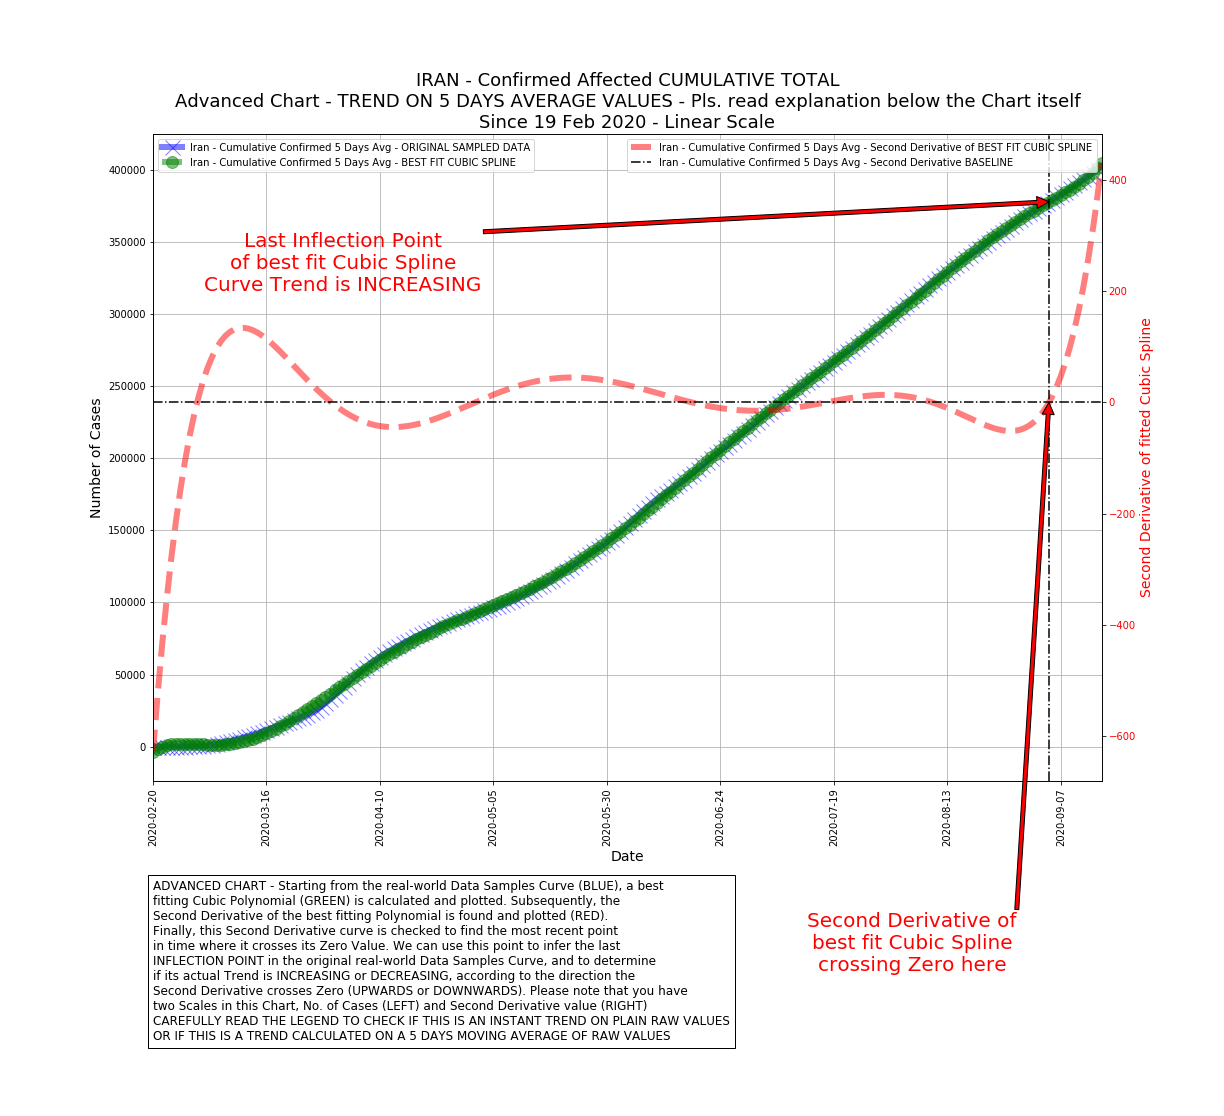 IRAN - Confirmed Affected CUMULATIVE TOTAL
Advanced Chart - TREND ON 5 DAYS AVERAGE VALUES - Pls. read explanation below the Chart itself
Since 19 Feb 2020 - Linear Scale
Iran - Cumulative Confirmed 5 Days Avg - ORIGINAL SAMPLED DATA
Iran - Cumulative Confirmed 5 Days Avg - BEST FIT CUBIC SPLINE
Iran - Cumulative Confirmed 5 Days Avg - Second Derivative of BEST FIT CUBIC SPLINE
Iran - Cumulative Confirmed 5 Days Avg - Second Derivative BASELINE
Last Inflection Point
of best fit Cubic Spline
Curve Trend is INCREASING
Number of Cases
400000
350000
300000
250000
200000
150000
100000
50000
0
400
200
0
−200
−400
−600
Second Derivative of fitted Cubic Spline
2020-02-20
2020-03-16
2020-04-10
2020-05-05
2020-05-30
2020-06-24
2020-07-19
2020-08-13
2020-09-07
Date
ADVANCED CHART - Starting from the real-world Data Samples Curve (BLUE), a best
fitting Cubic Polynomial (GREEN) is calculated and plotted. Subsequently, the
Second Derivative of the best fitting Polynomial is found and plotted (RED).
Finally, this Second Derivative curve is checked to find the most recent point
in time where it crosses its Zero Value. We can use this point to infer the last
INFLECTION POINT in the original real-world Data Samples Curve, and to determine
if its actual Trend is INCREASING or DECREASING, according to the direction the
Second Derivative crosses Zero (UPWARDS or DOWNWARDS). Please note that you have
two Scales in this Chart, No. of Cases (LEFT) and Second Derivative value (RIGHT)
CAREFULLY READ THE LEGEND TO CHECK IF THIS IS AN INSTANT TREND ON PLAIN RAW VALUES
OR IF THIS IS A TREND CALCULATED ON A 5 DAYS MOVING AVERAGE OF RAW VALUES
Second Derivative of
best fit Cubic Spline
crossing Zero here